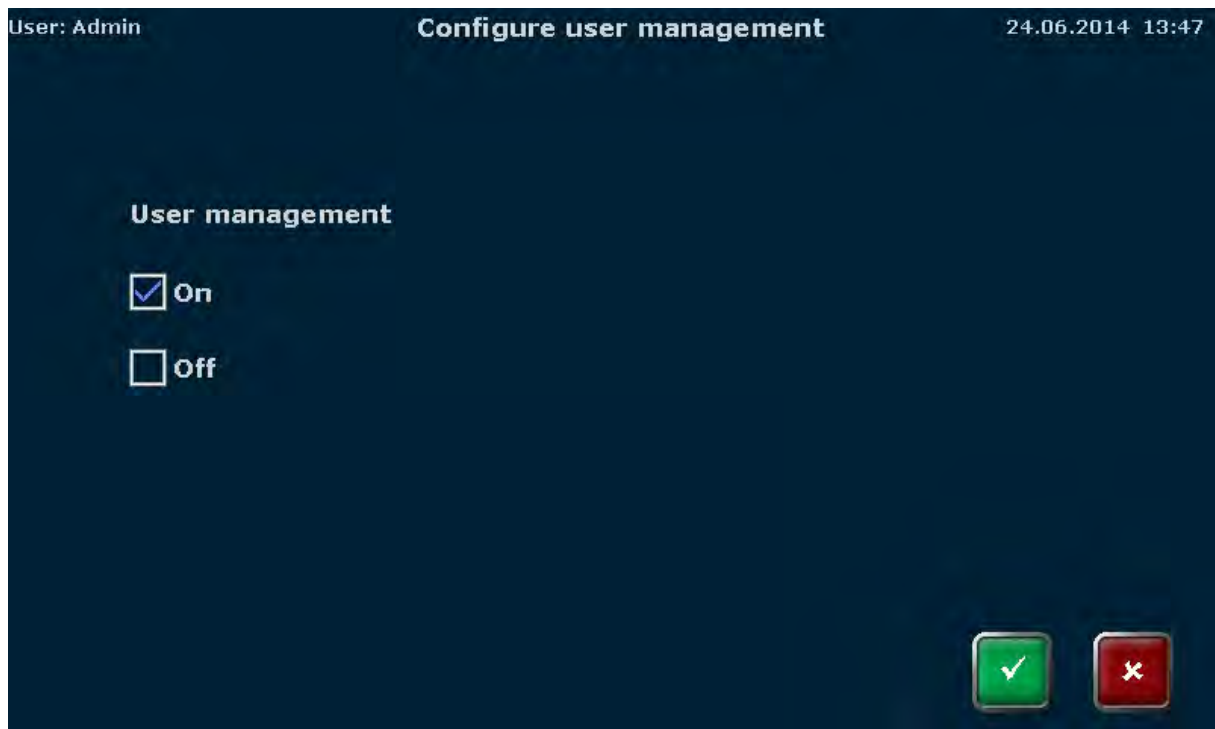 User: Admin Configure user management 24.06.2014 13:47
User management
On
Off